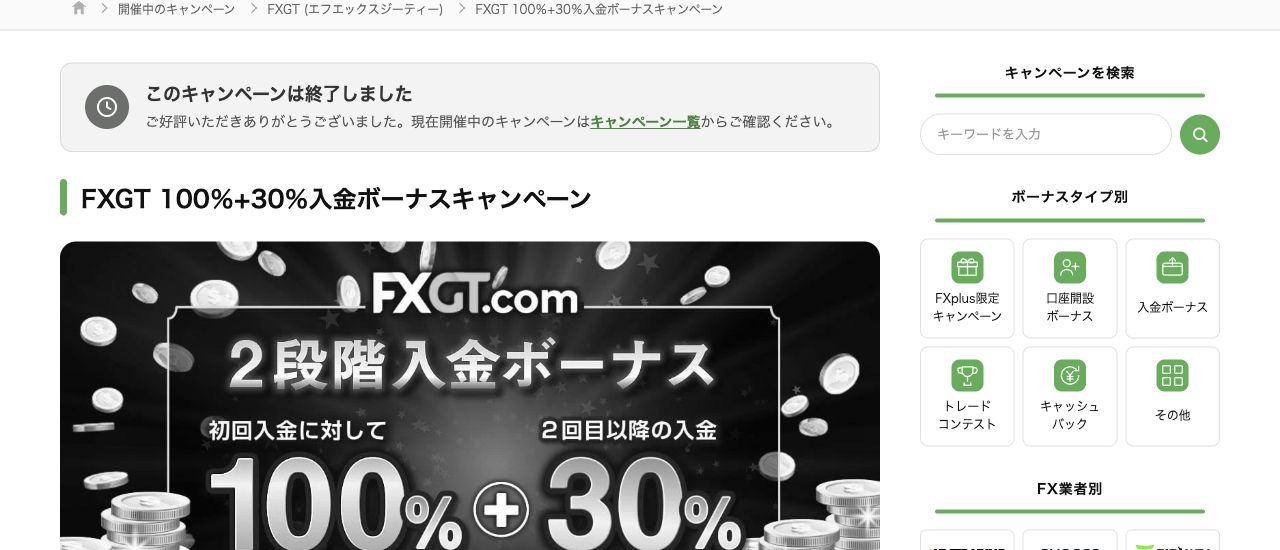 開催中のキャンペーン
FXGT (エフエックスジーティー)
FXGT 100%+30%入金ボーナスキャンペーン
このキャンペーンは終了しました
ご好評いただきありがとうございました。現在開催中のキャンペーンはキャンペーン一覧からご確認ください。
FXGT 100%+30%入金ボーナスキャンペーン
FXGT.com
2段階入金ボーナス
初回入金に対して
2回目以降の入金
100%+30%
キャンペーンを検索
キーワードを入力
ボーナスタイプ別
FXplus限定
キャンペーン
口座開設
ボーナス
入金ボーナス
トレード
コンテスト
キャッシュ
バック
その他
FX業者別